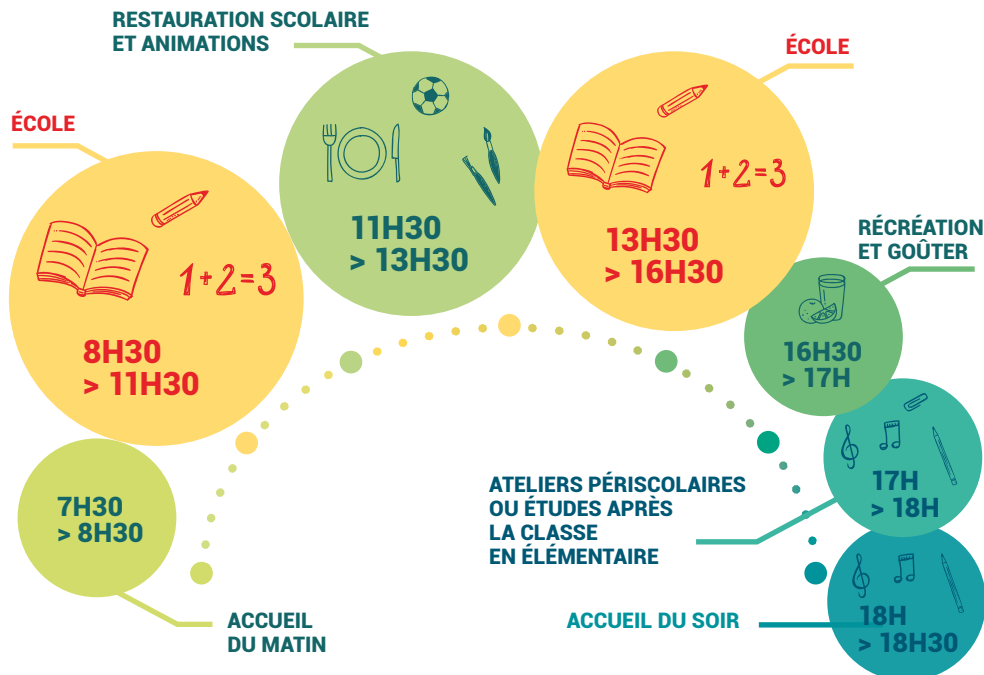 ACCUEIL
DU MATIN
7H30
> 8H30
ÉCOLE
1+2=3
8H30
> 11H30
RESTAURATION SCOLAIRE
ET ANIMATIONS
11H30
> 13H30
ÉCOLE
1+2=3
13H30
> 16H30
RÉCRÉATION
ET GOÛTER
16H30
> 17H
ATELIERS PÉRISCOLAIRES
OU ÉTUDES APRÈS
LA CLASSE
EN ÉLÉMENTAIRE
17H
> 18H
ACCUEIL DU SOIR
18H
> 18H30